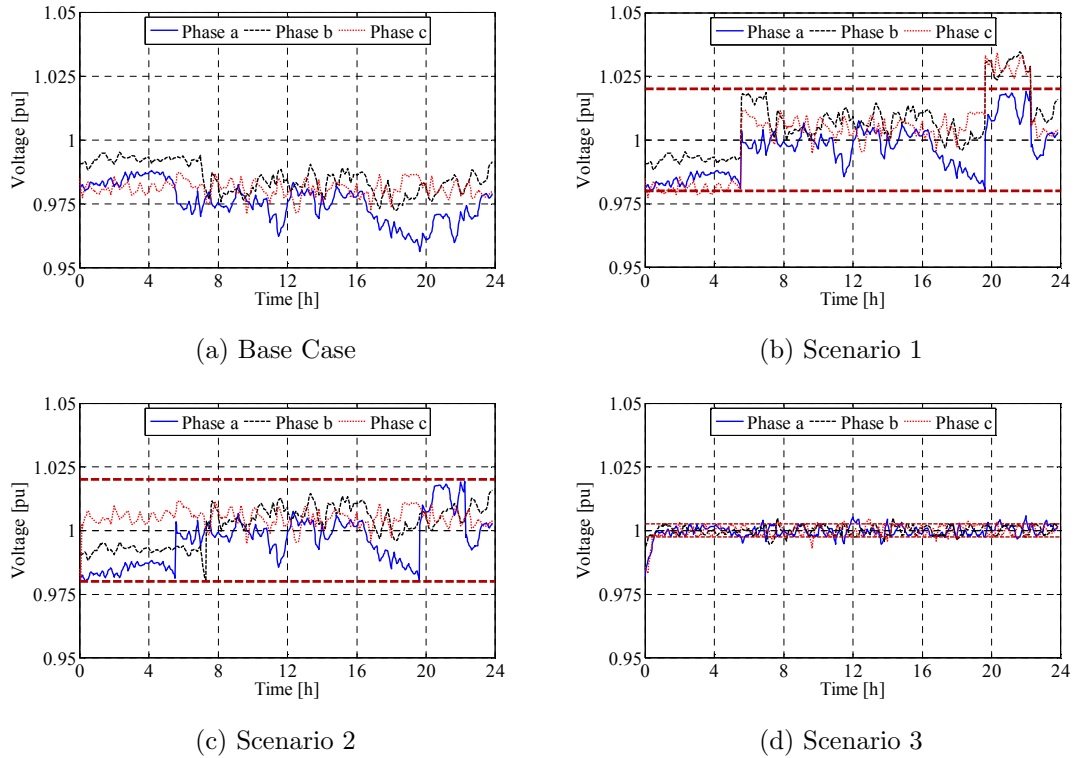 1.05
1.025
1
0.975
0.95
Voltage [pu]
Phase a Phase b Phase c
0 4 8 12 16 20 24
Time [h]
(a) Base Case
1.05
1.025
1
0.975
0.95
Voltage [pu]
Phase a Phase b Phase c
0 4 8 12 16 20 24
Time [h]
(b) Scenario 1
1.05
1.025
1
0.975
0.95
Voltage [pu]
Phase a Phase b Phase c
0 4 8 12 16 20 24
Time [h]
(c) Scenario 2
1.05
1.025
1
0.975
0.95
Voltage [pu]
Phase a Phase b Phase c
0 4 8 12 16 20 24
Time [h]
(d) Scenario 3